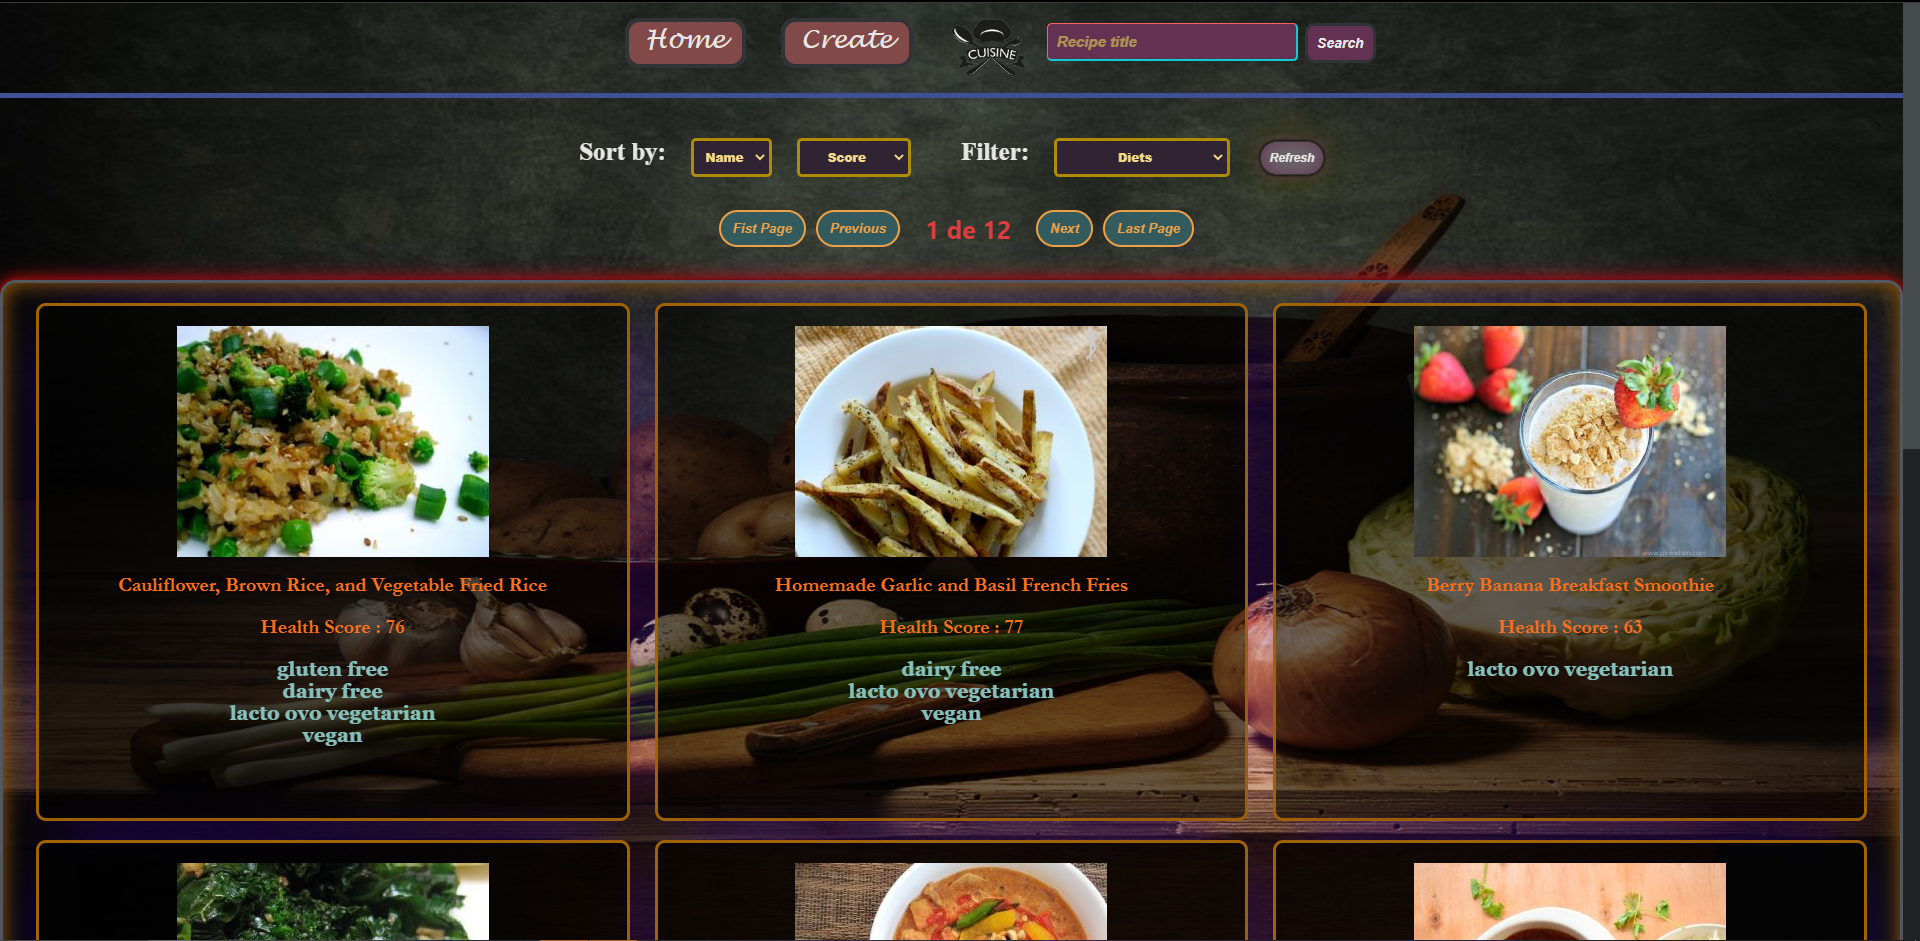 Home
Create
CUISINE
Recipe title
Search
Sort by:
Name
Score
Filter:
Diets
Refresh
Fist Page
Previous
1 de 12
Next
Last Page
Cauliflower, Brown Rice, and Vegetable Fried Rice
Health Score : 76
gluten free
dairy free
lacto ovo vegetarian
vegan
Homemade Garlic and Basil French Fries
Health Score : 77
dairy free
lacto ovo vegetarian
vegan
Berry Banana Breakfast Smoothie
Health Score : 63
lacto ovo vegetarian